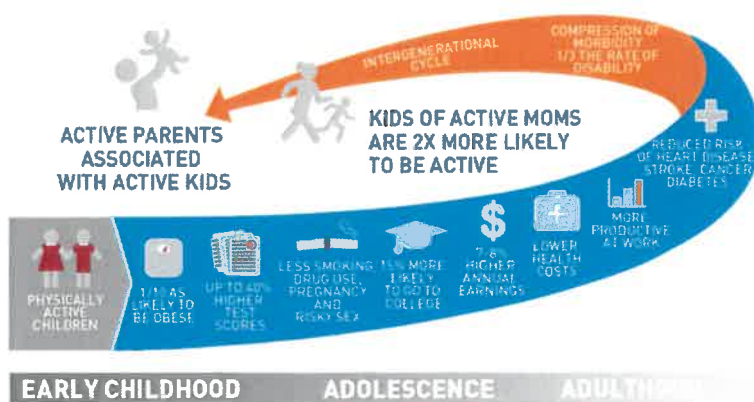 INTERGENERATIONAL
CYCLE
COMPRESSION OF
MORBIDITY
1/3 THE RATE OF
DISABILITY
ACTIVE PARENTS
ASSOCIATED
WITH ACTIVE KIDS
KIDS OF ACTIVE MOMS
ARE 2X MORE LIKELY
TO BE ACTIVE
REDUCED RISK
OF HEART DISEASE
STROKE, CANCER
DIABETES
PHYSICALLY
ACTIVE
CHILDREN
1/10 AS
LIKELY TO
BE OBESE
UP TO 40%
HIGHER
TEST
SCORES
LESS SMOKING,
DRUG USE,
PREGNANCY
AND
RISKY SEX
15% MORE
LIKELY
TO GO TO
COLLEGE
$
HIGHER
ANNUAL
EARNINGS
LOWER
HEALTH
COSTS
MORE
PRODUCTIVE
AT WORK
EARLY CHILDHOOD
ADOLESCENCE